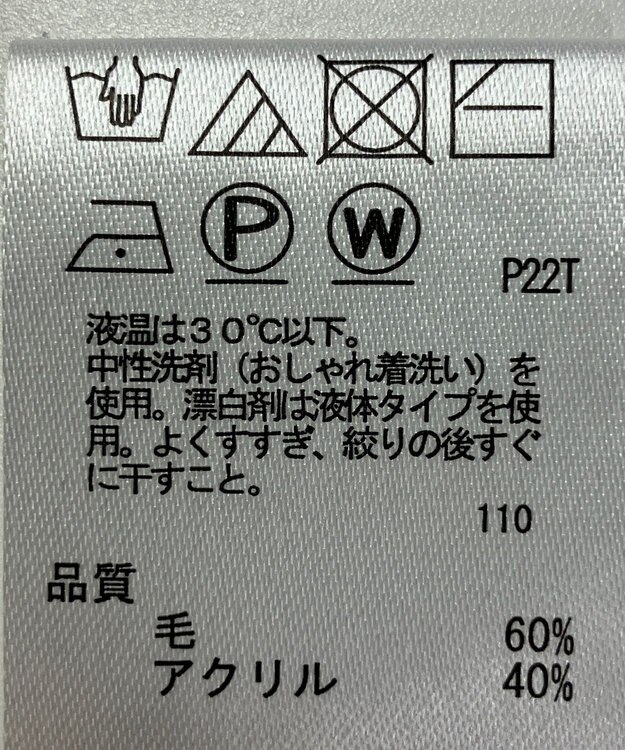 P W P22T
液温は30℃以下。
中性洗剤（おしゃれ着洗い）を
使用。漂白剤は液体タイプを使
用。よくすすぎ、絞りの後すぐ
に干すこと。
110
品質
毛 60%
アクリル 40%